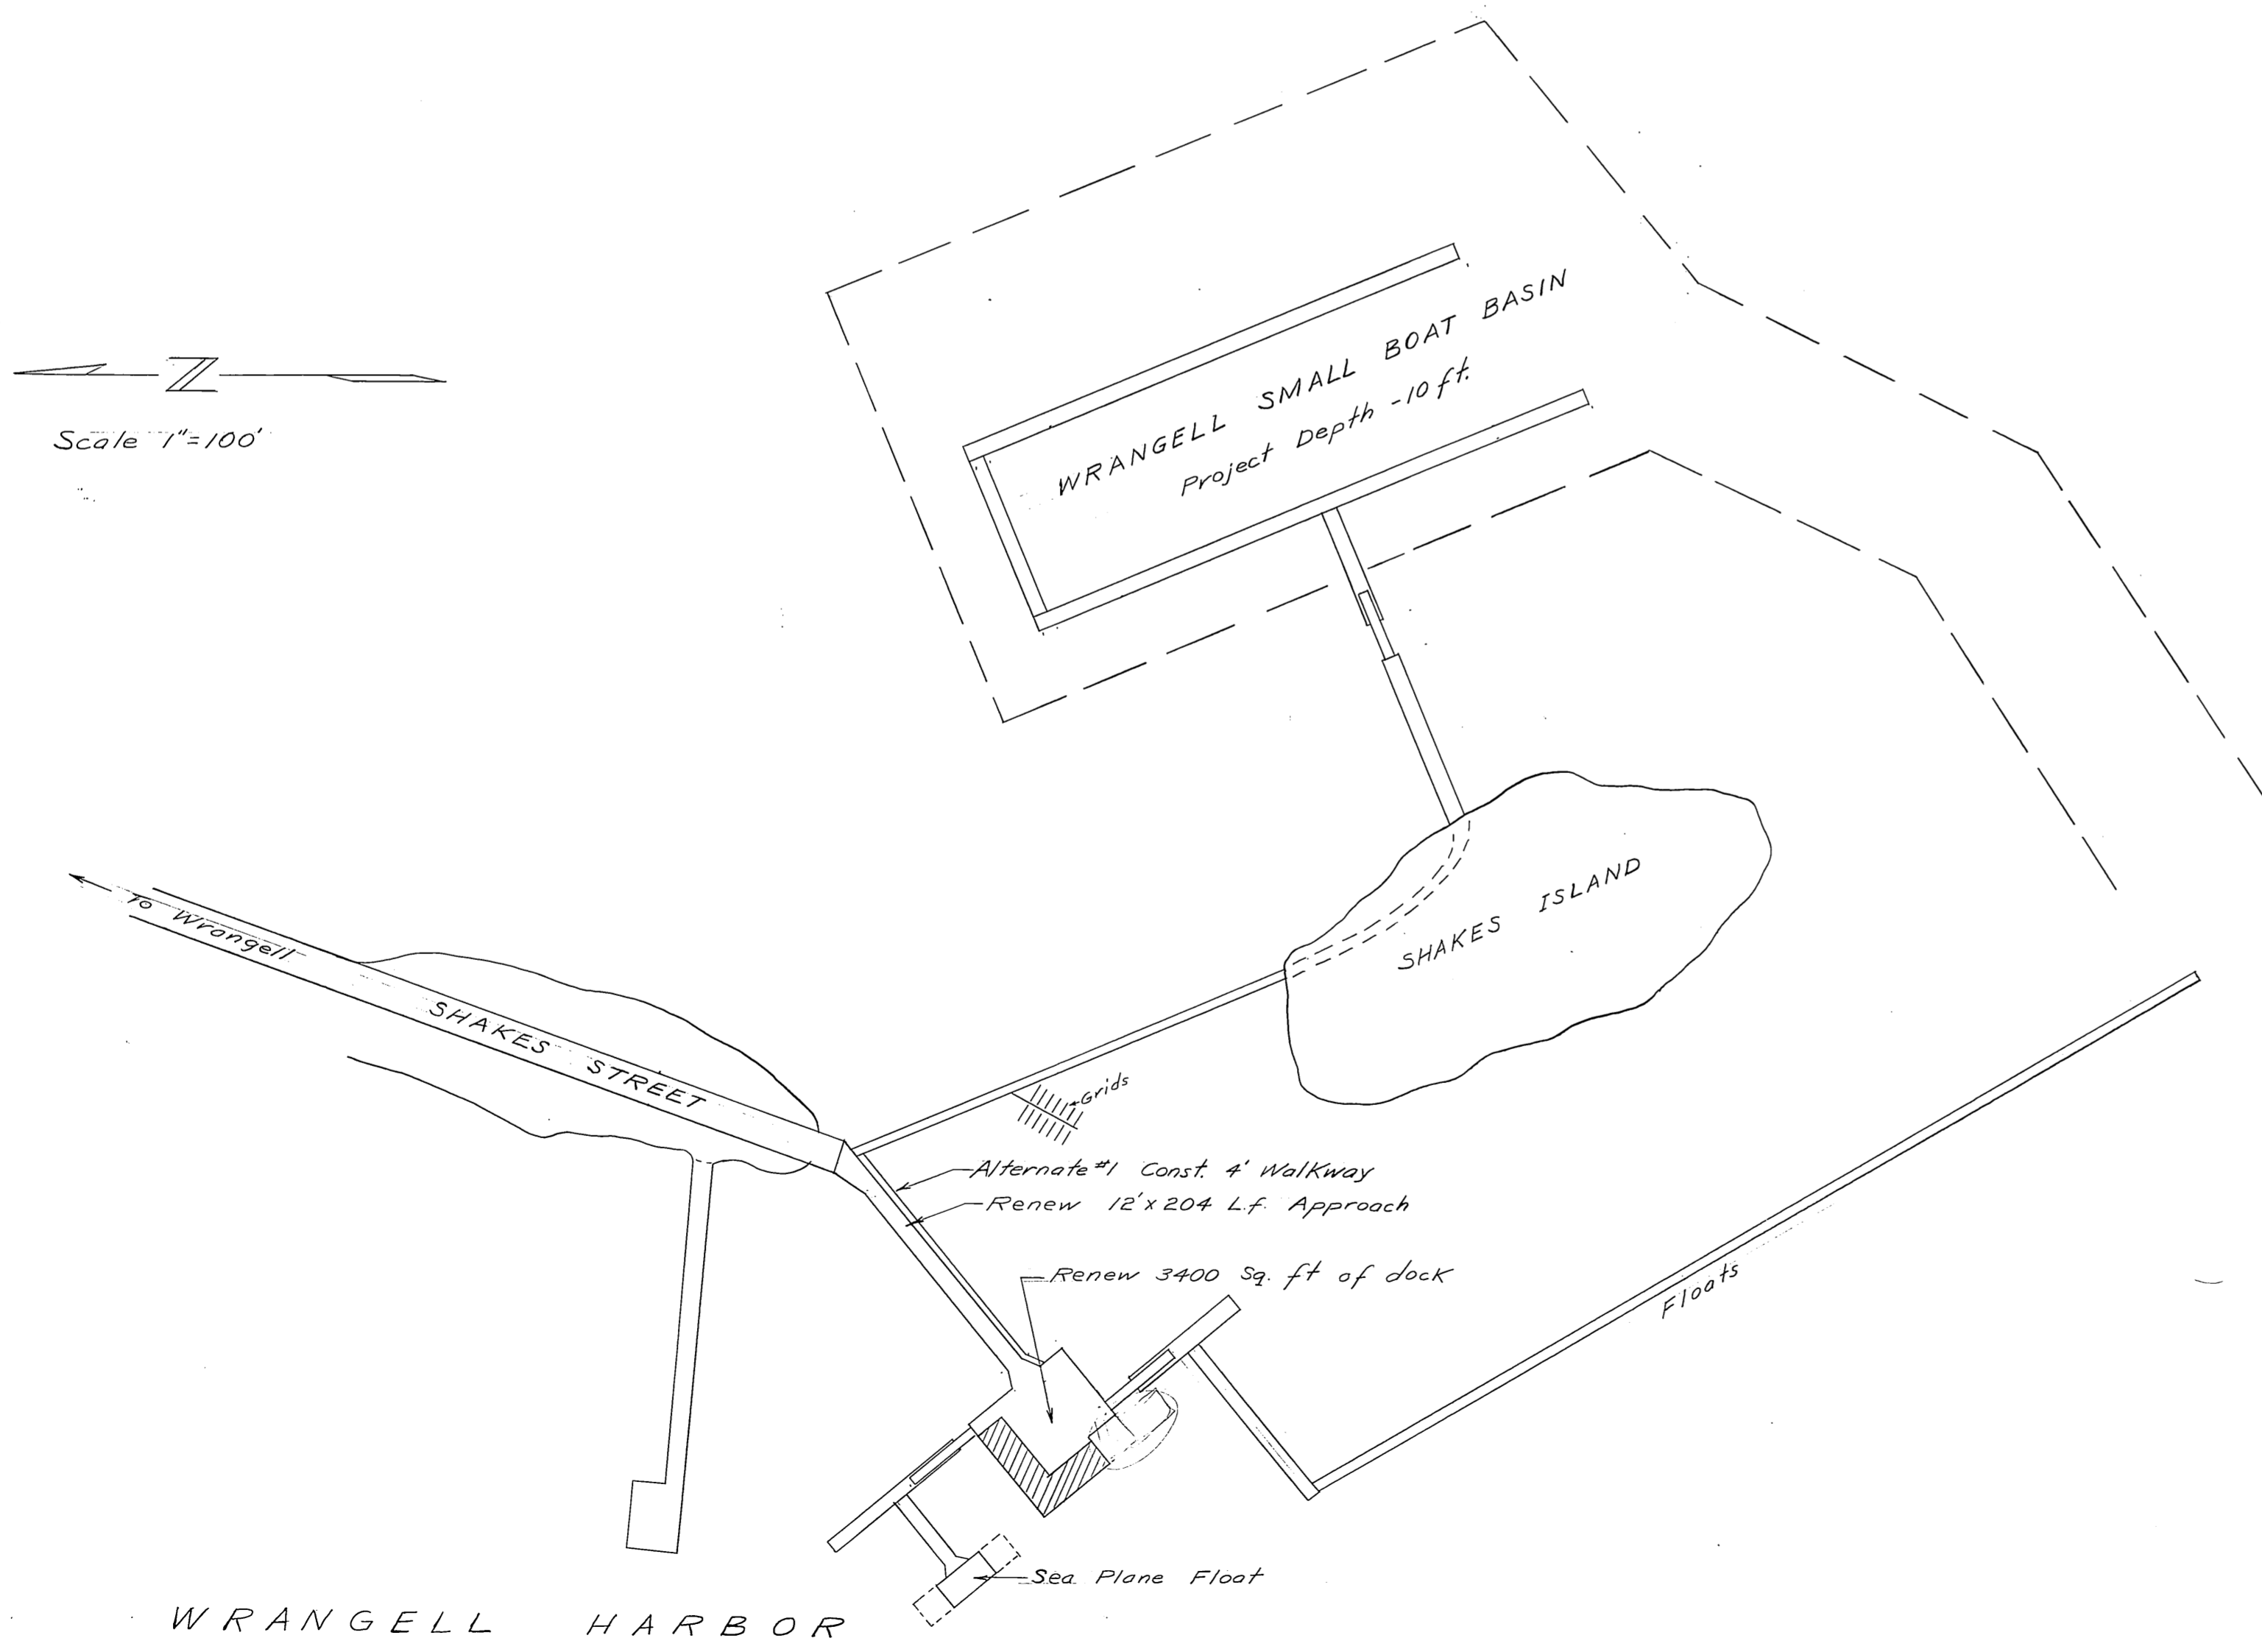 N
Scale 1"=100'
WRANGELL SMALL BOAT BASIN
Project Depth -10 ft.
To Wrangell
SHAKES STREET
SHAKES ISLAND
Grids
Alternate #1 Const. 4' Walkway
Renew 12' x 204 L.f. Approach
Renew 3400 Sq. ft of dock
Floats
Sea Plane Float
WRANGELL HARBOR